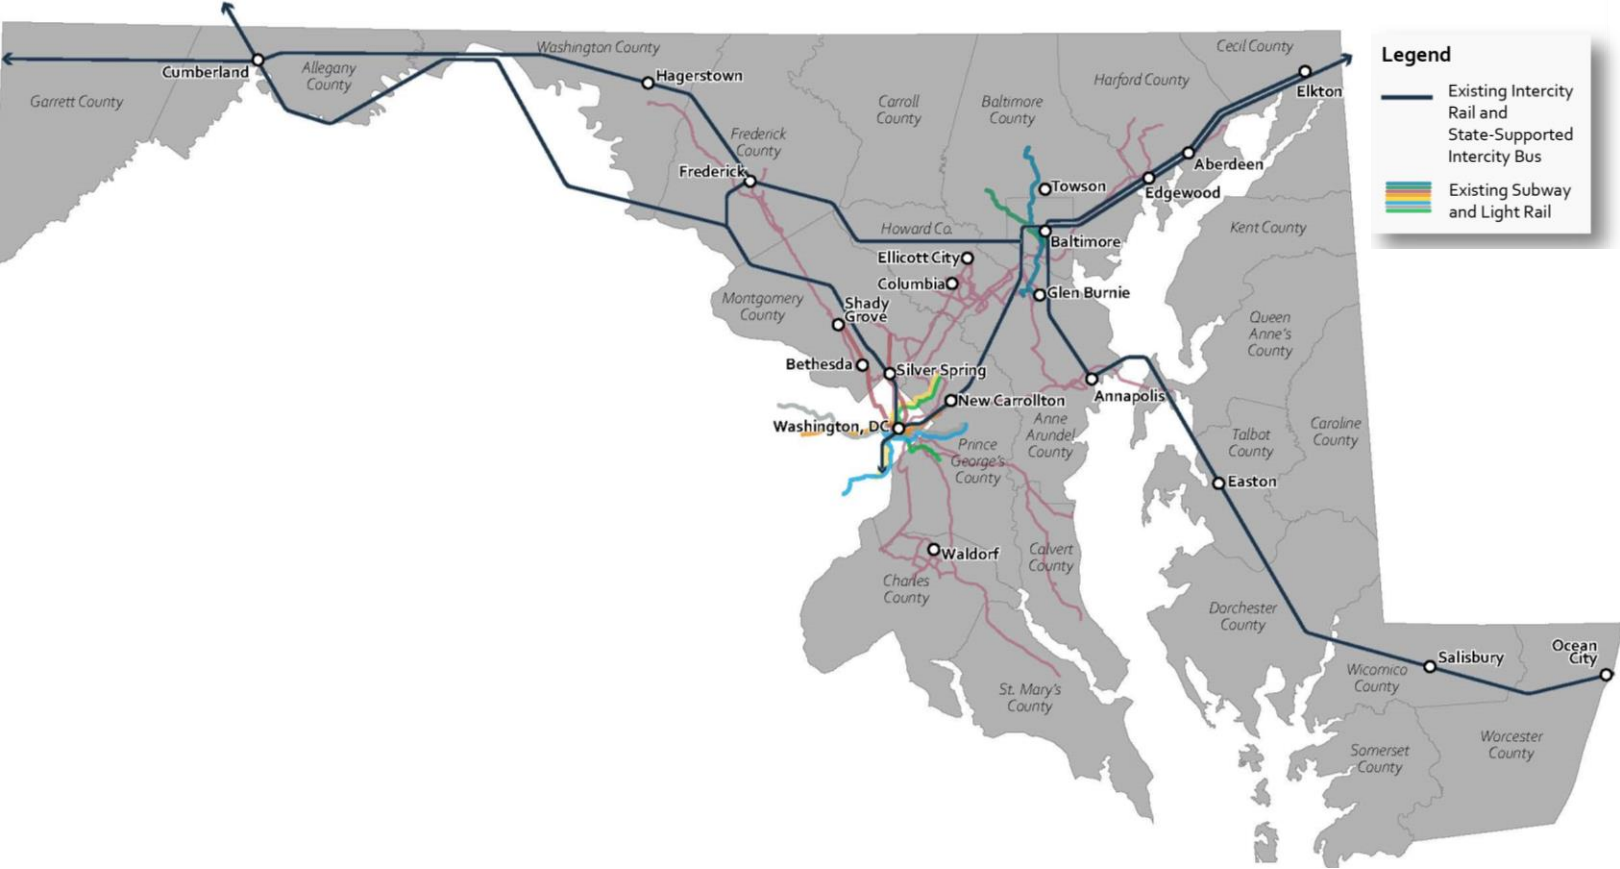 Washington County
Cecil County
Cumberland
Allegany
County
Hagerstown
Harford County
Elkton
Garrett County
Carroll
County
Baltimore
County
Frederick
County
Frederick
Aberdeen
Towson
Edgewood
Howard Co.
Kent County
Baltimore
Ellicott City
Columbia
Glen Burnie
Montgomery
County
Shady
Grove
Queen
Anne's
County
Bethesda
Silver Spring
New Carrollton
Annapolis
Washington, DC
Anne
Arundel
County
Prince
George's
County
Talbot
County
Caroline
County
Easton
Waldorf
Calvert
County
Charles
County
Dorchester
County
St. Mary's
County
Salisbury
Ocean
City
Wicomico
County
Somerset
County
Worcester
County
Legend
Existing Intercity
Rail and
State-Supported
Intercity Bus
Existing Subway
and Light Rail